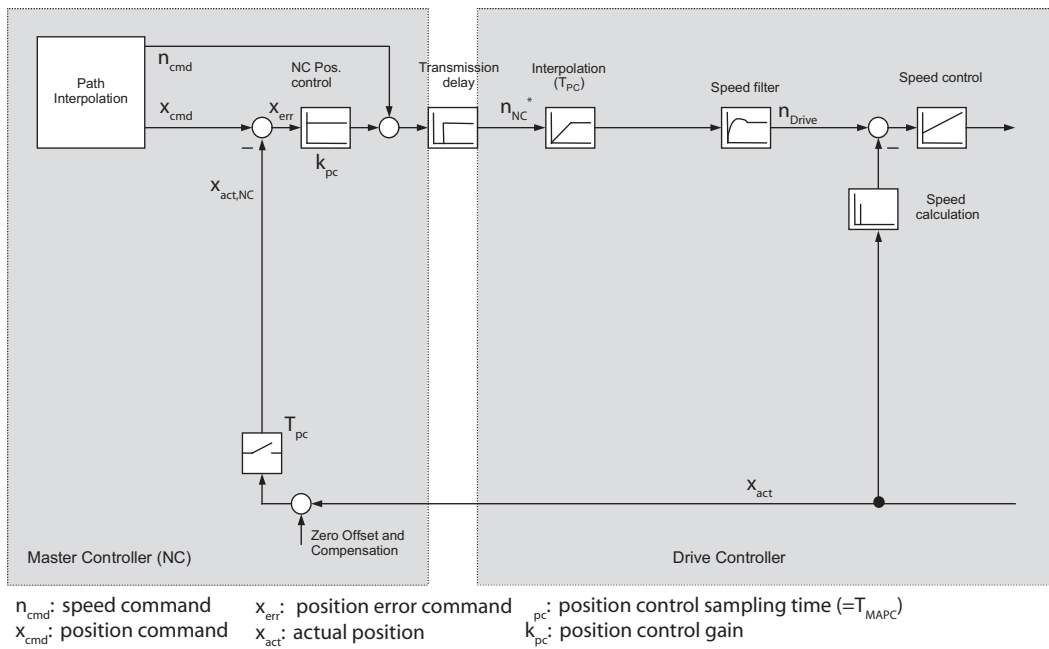 Path
Interpolation
n_cmd
x_cmd
x_err
NC Pos.
control
k_pc
Transmission
delay
n_NC*
Interpolation
(T_PC)
Speed filter
n_Drive
Speed control
Speed
calculation
x_act,NC
T_pc
x_act
Zero Offset and
Compensation
Master Controller (NC)
Drive Controller
n_cmd: speed command x_err: position error command pc: position control sampling time (=T_MAPC)
x_cmd: position command x_act: actual position k_pc: position control gain